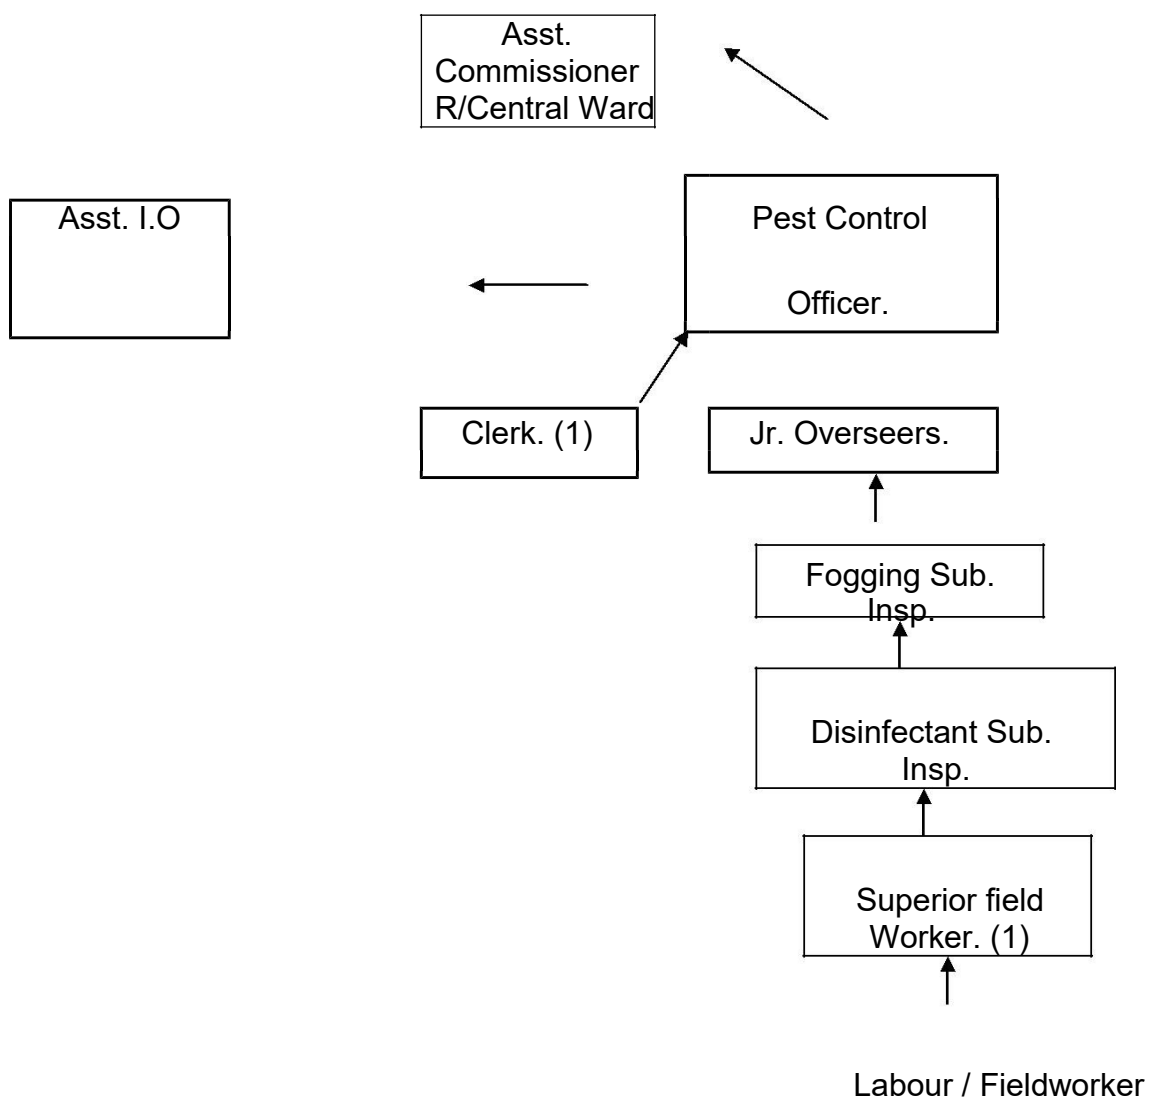 Asst.
Commissioner
R/Central Ward
Asst. I.O
Pest Control
Officer.
Clerk. (1)
Jr. Overseers.
Fogging Sub.
Insp.
Disinfectant Sub.
Insp.
Superior field
Worker. (1)
Labour / Fieldworker